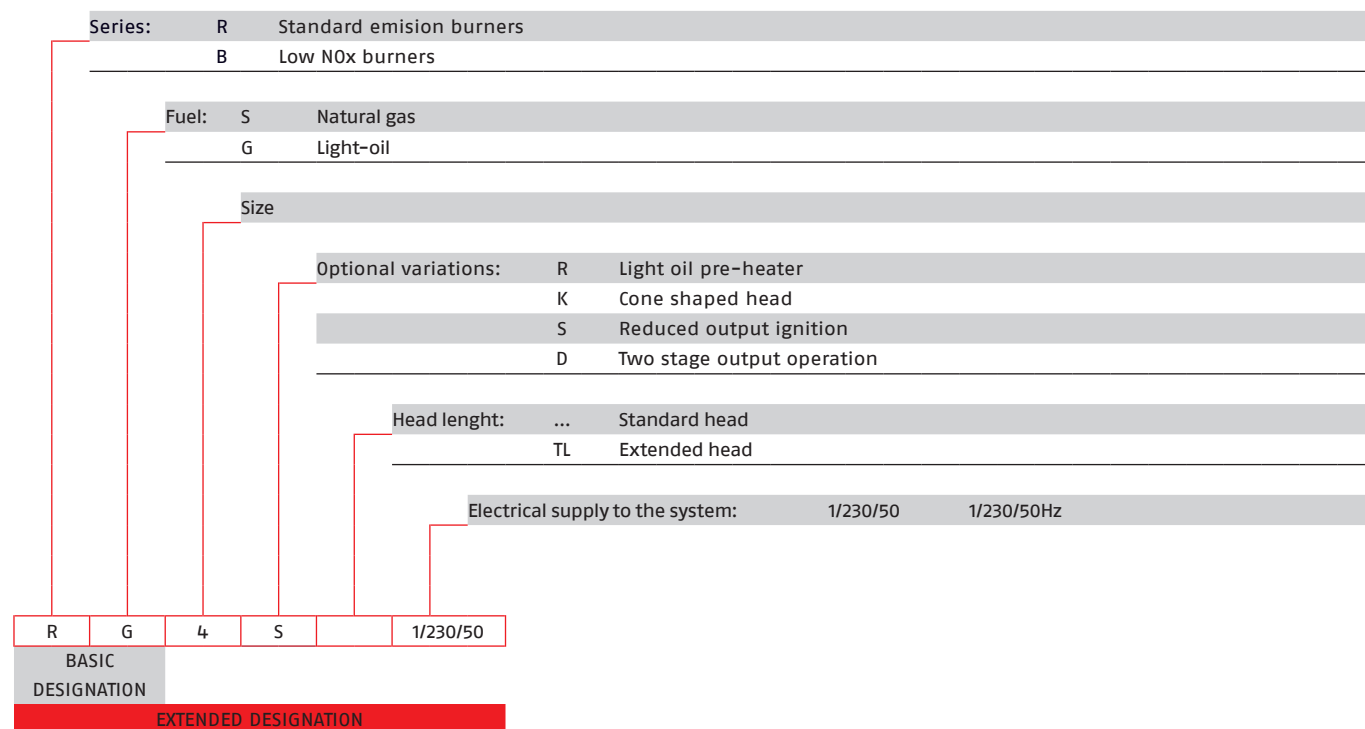 Series: R Standard emision burners
B Low NOx burners
Fuel: S Natural gas
G Light-oil
Size
Optional variations: R Light oil pre-heater
K Cone shaped head
S Reduced output ignition
D Two stage output operation
Head lenght: ... Standard head
TL Extended head
Electrical supply to the system: 1/230/50 1/230/50Hz
R G 4 S 1/230/50
BASIC
DESIGNATION
EXTENDED DESIGNATION